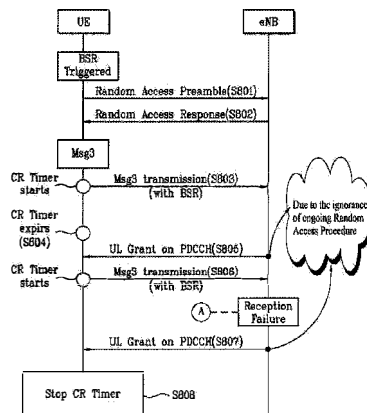 UE
eNB
BSR
Triggered
Random Access Preamble(S801)
Random Access Response(S802)
Msg3
CR Timer
starts
Msg3 transmission(S803)
(with BSR)
Due to the ignorance
of ongoing Random
Access Procedure
CR Timer
expirs
(S804)
UL Grant on PDCCH(S805)
CR Timer
starts
Msg3 transmission(S806)
(with BSR)
A
Reception
Failure
UL Grant on PDCCH(S807)
Stop CR Timer
S808